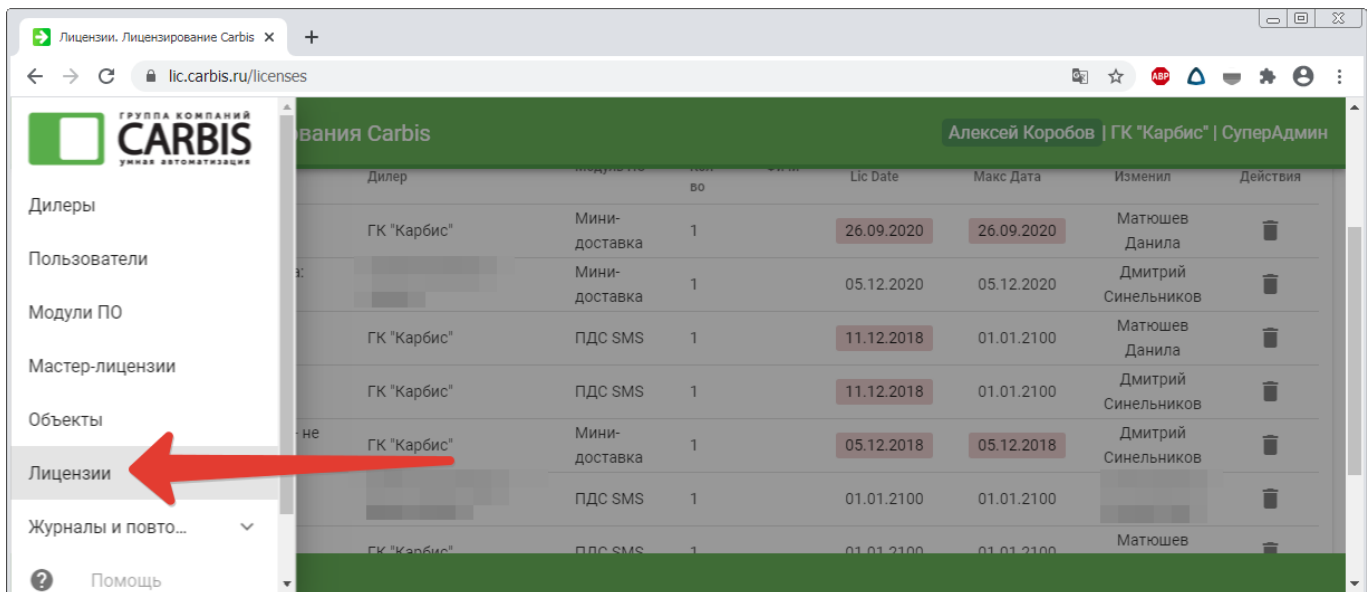 Лицензии. Лицензирование Carbis
lic.carbis.ru/licenses
ABP
ГРУППА КОМПАНИЙ
CARBIS
умная автоматизация
Дилеры
Пользователи
Модули ПО
Мастер-лицензии
Объекты
Лицензии
Журналы и повто...
Помощь
ования Carbis
Алексей Коробов | ГК "Карбис" | СуперАдмин
Дилер Модуль ПО Кол- во Lic Date Макс Дата Изменил Действия
ГК "Карбис" Мини-доставка 1 26.09.2020 26.09.2020 Матюшев Данила
а: Мини-доставка 1 05.12.2020 05.12.2020 Дмитрий Синельников
ГК "Карбис" ПДС SMS 1 11.12.2018 01.01.2100 Матюшев Данила
ГК "Карбис" ПДС SMS 1 11.12.2018 01.01.2100 Дмитрий Синельников
- не ГК "Карбис" Мини-доставка 1 05.12.2018 05.12.2018 Дмитрий Синельников
ПДС SMS 1 01.01.2100 01.01.2100
ГК "Карбис" ПДС SMS 1 01.01.2100 01.01.2100 Матюшев